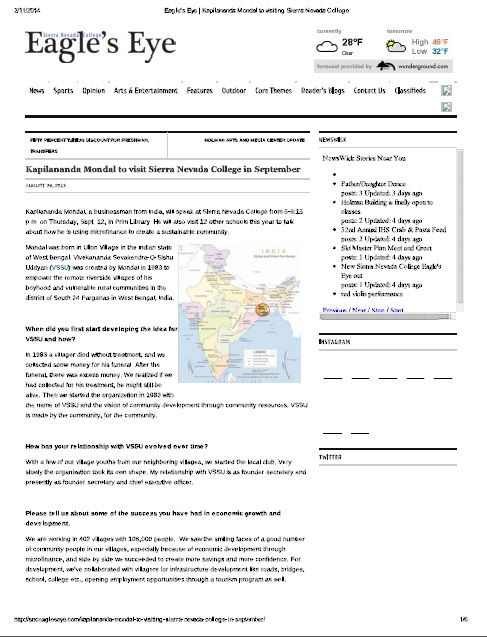 2/11/2014
Eagle's Eye | Kapilananda Mondal to visiting Sierra Nevada College
Sierra Nevada College
Eagle's Eye
currently
28°F
Clear
tomorrow
High 46°F
Low 32°F
forecast provided by wunderground.com
News Sports Opinion Arts & Entertainment Features Outdoor Core Themes Reader's Blogs Contact Us Classifieds
FIFTY PERCENT TUITION DISCOUNT FOR FRESHMAN, TRANSFERS
HOLMAN ARTS AND MEDIA CENTER UPDATE
Kapilananda Mondal to visit Sierra Nevada College in September
AUGUST 29, 2013
Kapilananda Mondal, a businessman from India, will speak at Sierra Nevada College from 5-6:15
p.m. on Thursday, Sept. 12, in Prim Library. He will also visit 12 other schools this year to talk
about how he is using microfinance to create a sustainable community.
Mondal was born in Ullon Village in the Indian state
of West Bengal. Vivekananda Sevakendra-O-Sishu
Uddyan (VSSU) was created by Mondal in 1983 to
empower the remote riverside villages of his
boyhood and vulnerable rural communities in the
district of South 24 Parganas in West Bengal, India.
INDIA
When did you first start developing the idea for
VSSU and how?
In 1983 a villager died without treatment, and we
collected some money for his funeral. After the
funeral, there was excess money. We realized if we
had collected for his treatment, he might still be
alive. Then we started the organization in 1983 with
the name of VSSU and the vision of community development through community resources. VSSU
is made by the community, for the community.
How has your relationship with VSSU evolved over time?
With a few of our village youths from our neighboring villages, we started the local club. Very
slowly the organization took its own shape. My relationship with VSSU is as founder secretary and
presently as founder secretary and chief executive officer.
Please tell us about some of the success you have had in economic growth and
development.
We are working in 402 villages with 106,000 people. We saw the smiling faces of a good number
of community people in our villages, especially because of economic development through
microfinance, and side by side we succeeded to create more savings and more confidence. For
development, we've collaborated with villagers for infrastructure development like roads, bridges,
school, college etc., opening employment opportunities through a tourism program as well.
NEWSWICK
NewsWick Stories Near You
Father/Daughter Dance
posts: 3 Updated: 3 days ago
Holman Building is finally open to
classes
posts: 2 Updated: 4 days ago
32nd Annual IHS Crab & Pasta Feed
posts: 2 Updated: 4 days ago
Ski Master Plan Meet and Greet
posts: 1 Updated: 4 days ago
New Sierra Nevada College Eagle's
Eye out
posts: 1 Updated: 4 days ago
red violin performance
Previous / Next / Stop / Start
INSTAGRAM
TWITTER
http://snceagleseye.com/kapilananda-mondal-to-visiting-sierra-nevada-college-in-september/
1/6